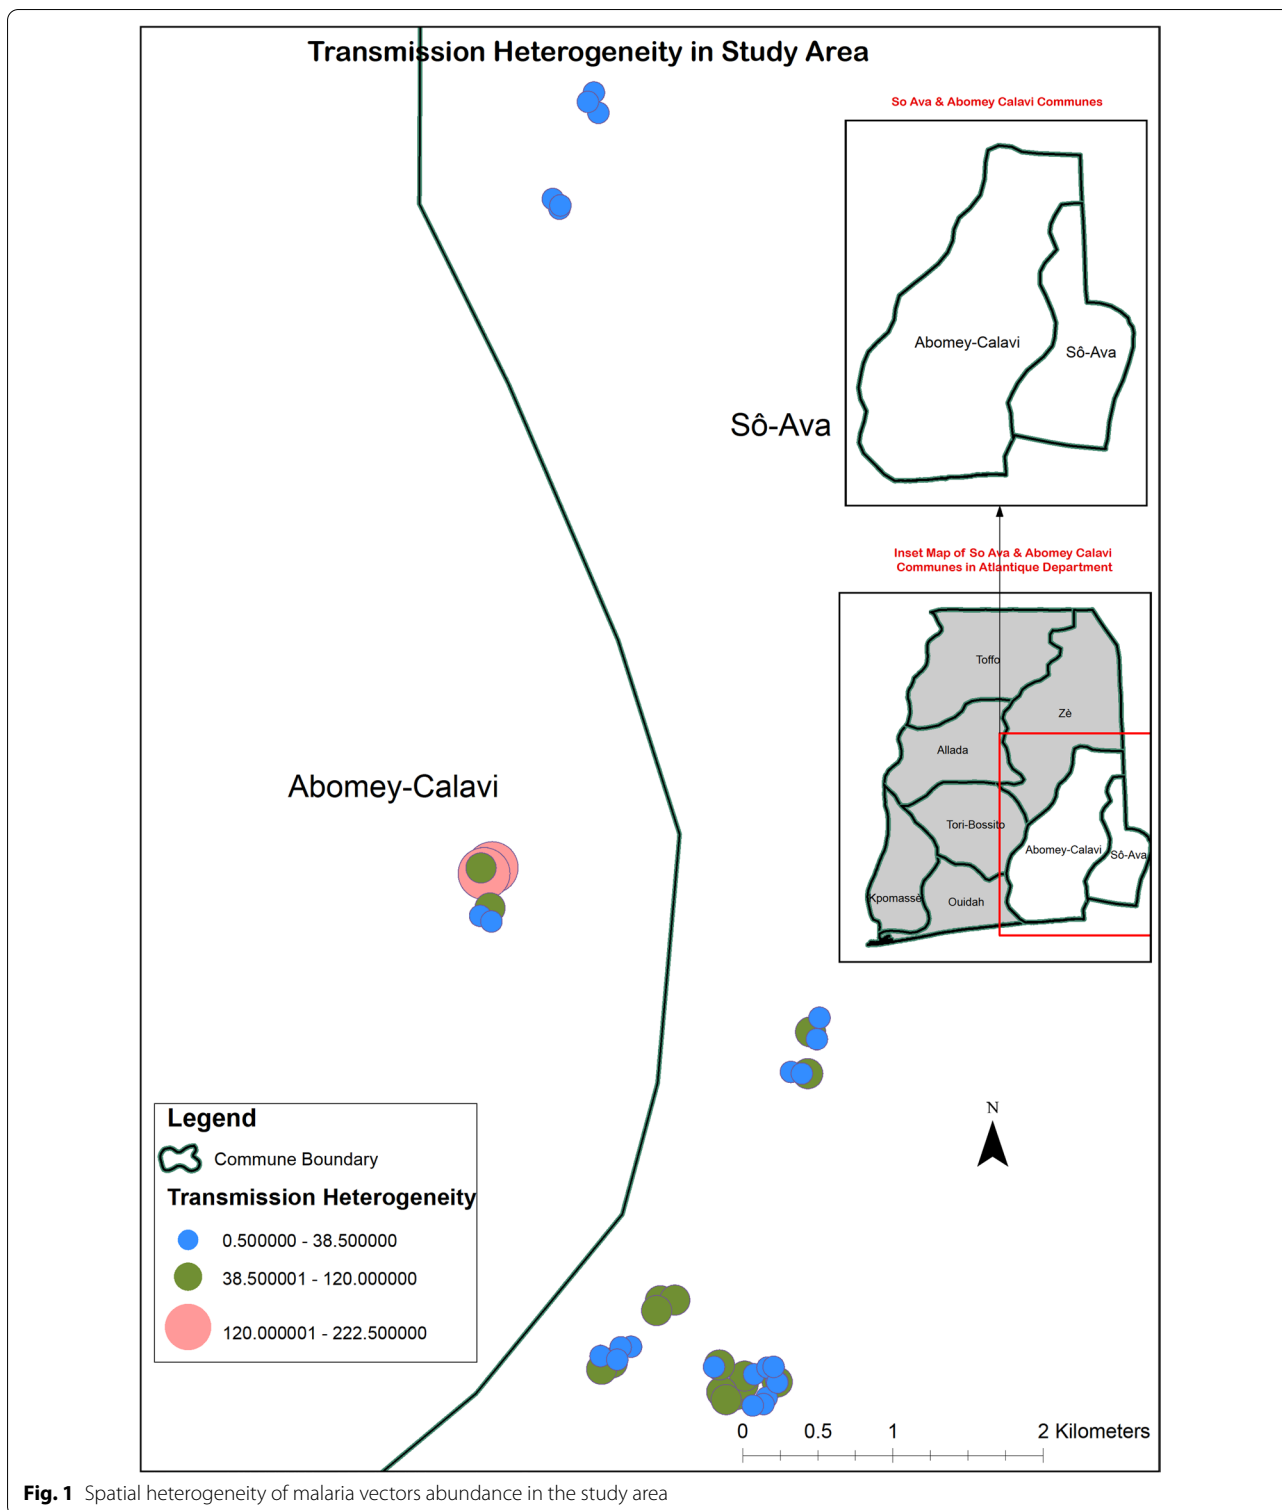 Transmission Heterogeneity in Study Area
So Ava & Abomey Calavi Communes
Abomey-Calavi
Sô-Ava
Sô-Ava
Inset Map of So Ava & Abomey Calavi
Communes in Atlantique Department
Toffo
Zè
Allada
Tori-Bossito
Abomey-Calavi
Sô-Ava
Kpomassè
Ouidah
Abomey-Calavi
N
Legend
Commune Boundary
Transmission Heterogeneity
0.500000 - 38.500000
38.500001 - 120.000000
120.000001 - 222.500000
0 0.5 1 2 Kilometers
Fig. 1 Spatial heterogeneity of malaria vectors abundance in the study area